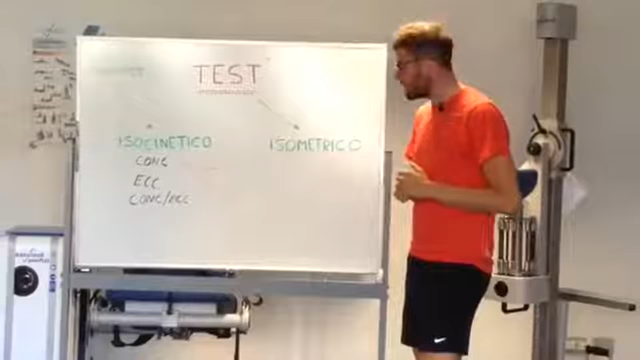 TEST
ISOCINETICO
ISOMETRICO
CONC
ECC
CONC/ECC